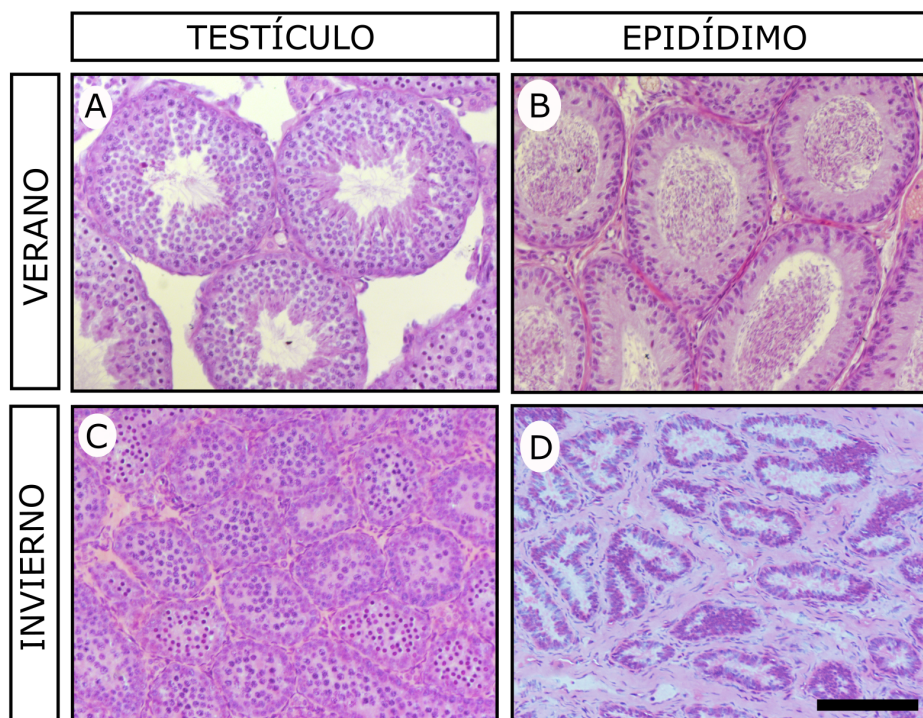 TESTÍCULO
EPIDÍDIMO
VERANO
A
B
INVIERNO
C
D